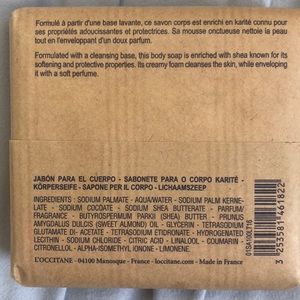 Formulé à partir d'une base lavante, ce savon corps est enrichi en karité connu pour
ses propriétés adoucissantes et protectrices. Sa mousse onctueuse nettoie la peau
tout en l'enveloppant d'un doux parfum.
Formulated with a cleansing base, this body soap is enriched with shea known for its
softening and protective properties. Its creamy foam cleanses the skin, while enveloping
it with a soft perfume.
JABÓN PARA EL CUERPO - SABONETE PARA O CORPO KARITÉ -
KÖRPERSEIFE - SAPONE PER IL CORPO - LICHAAMSZEEP
INGREDIENTS: SODIUM PALMATE - AQUA/WATER - SODIUM PALM KERNE-
LATE - SODIUM COCOATE - SODIUM SHEA BUTTERATE - PARFUM/
FRAGRANCE - BUTYROSPERMUM PARKII (SHEA) BUTTER - PRUNUS
AMYGDALUS DULCIS (SWEET ALMOND) OIL - GLYCERIN - TETRASODIUM
GLUTAMATE DIACETATE - TETRASODIUM ETIDRONATE - HYDROGENATED
LECITHIN - SODIUM CHLORIDE - CITRIC ACID - LINALOOL - COUMARIN -
CITRONELLOL - ALPHA-ISOMETHYL IONONE - LIMONENE.
L'OCCITANE - 04100 Manosque - France - loccitane.com - Made in France
01SA100LT16
3 253581 461822